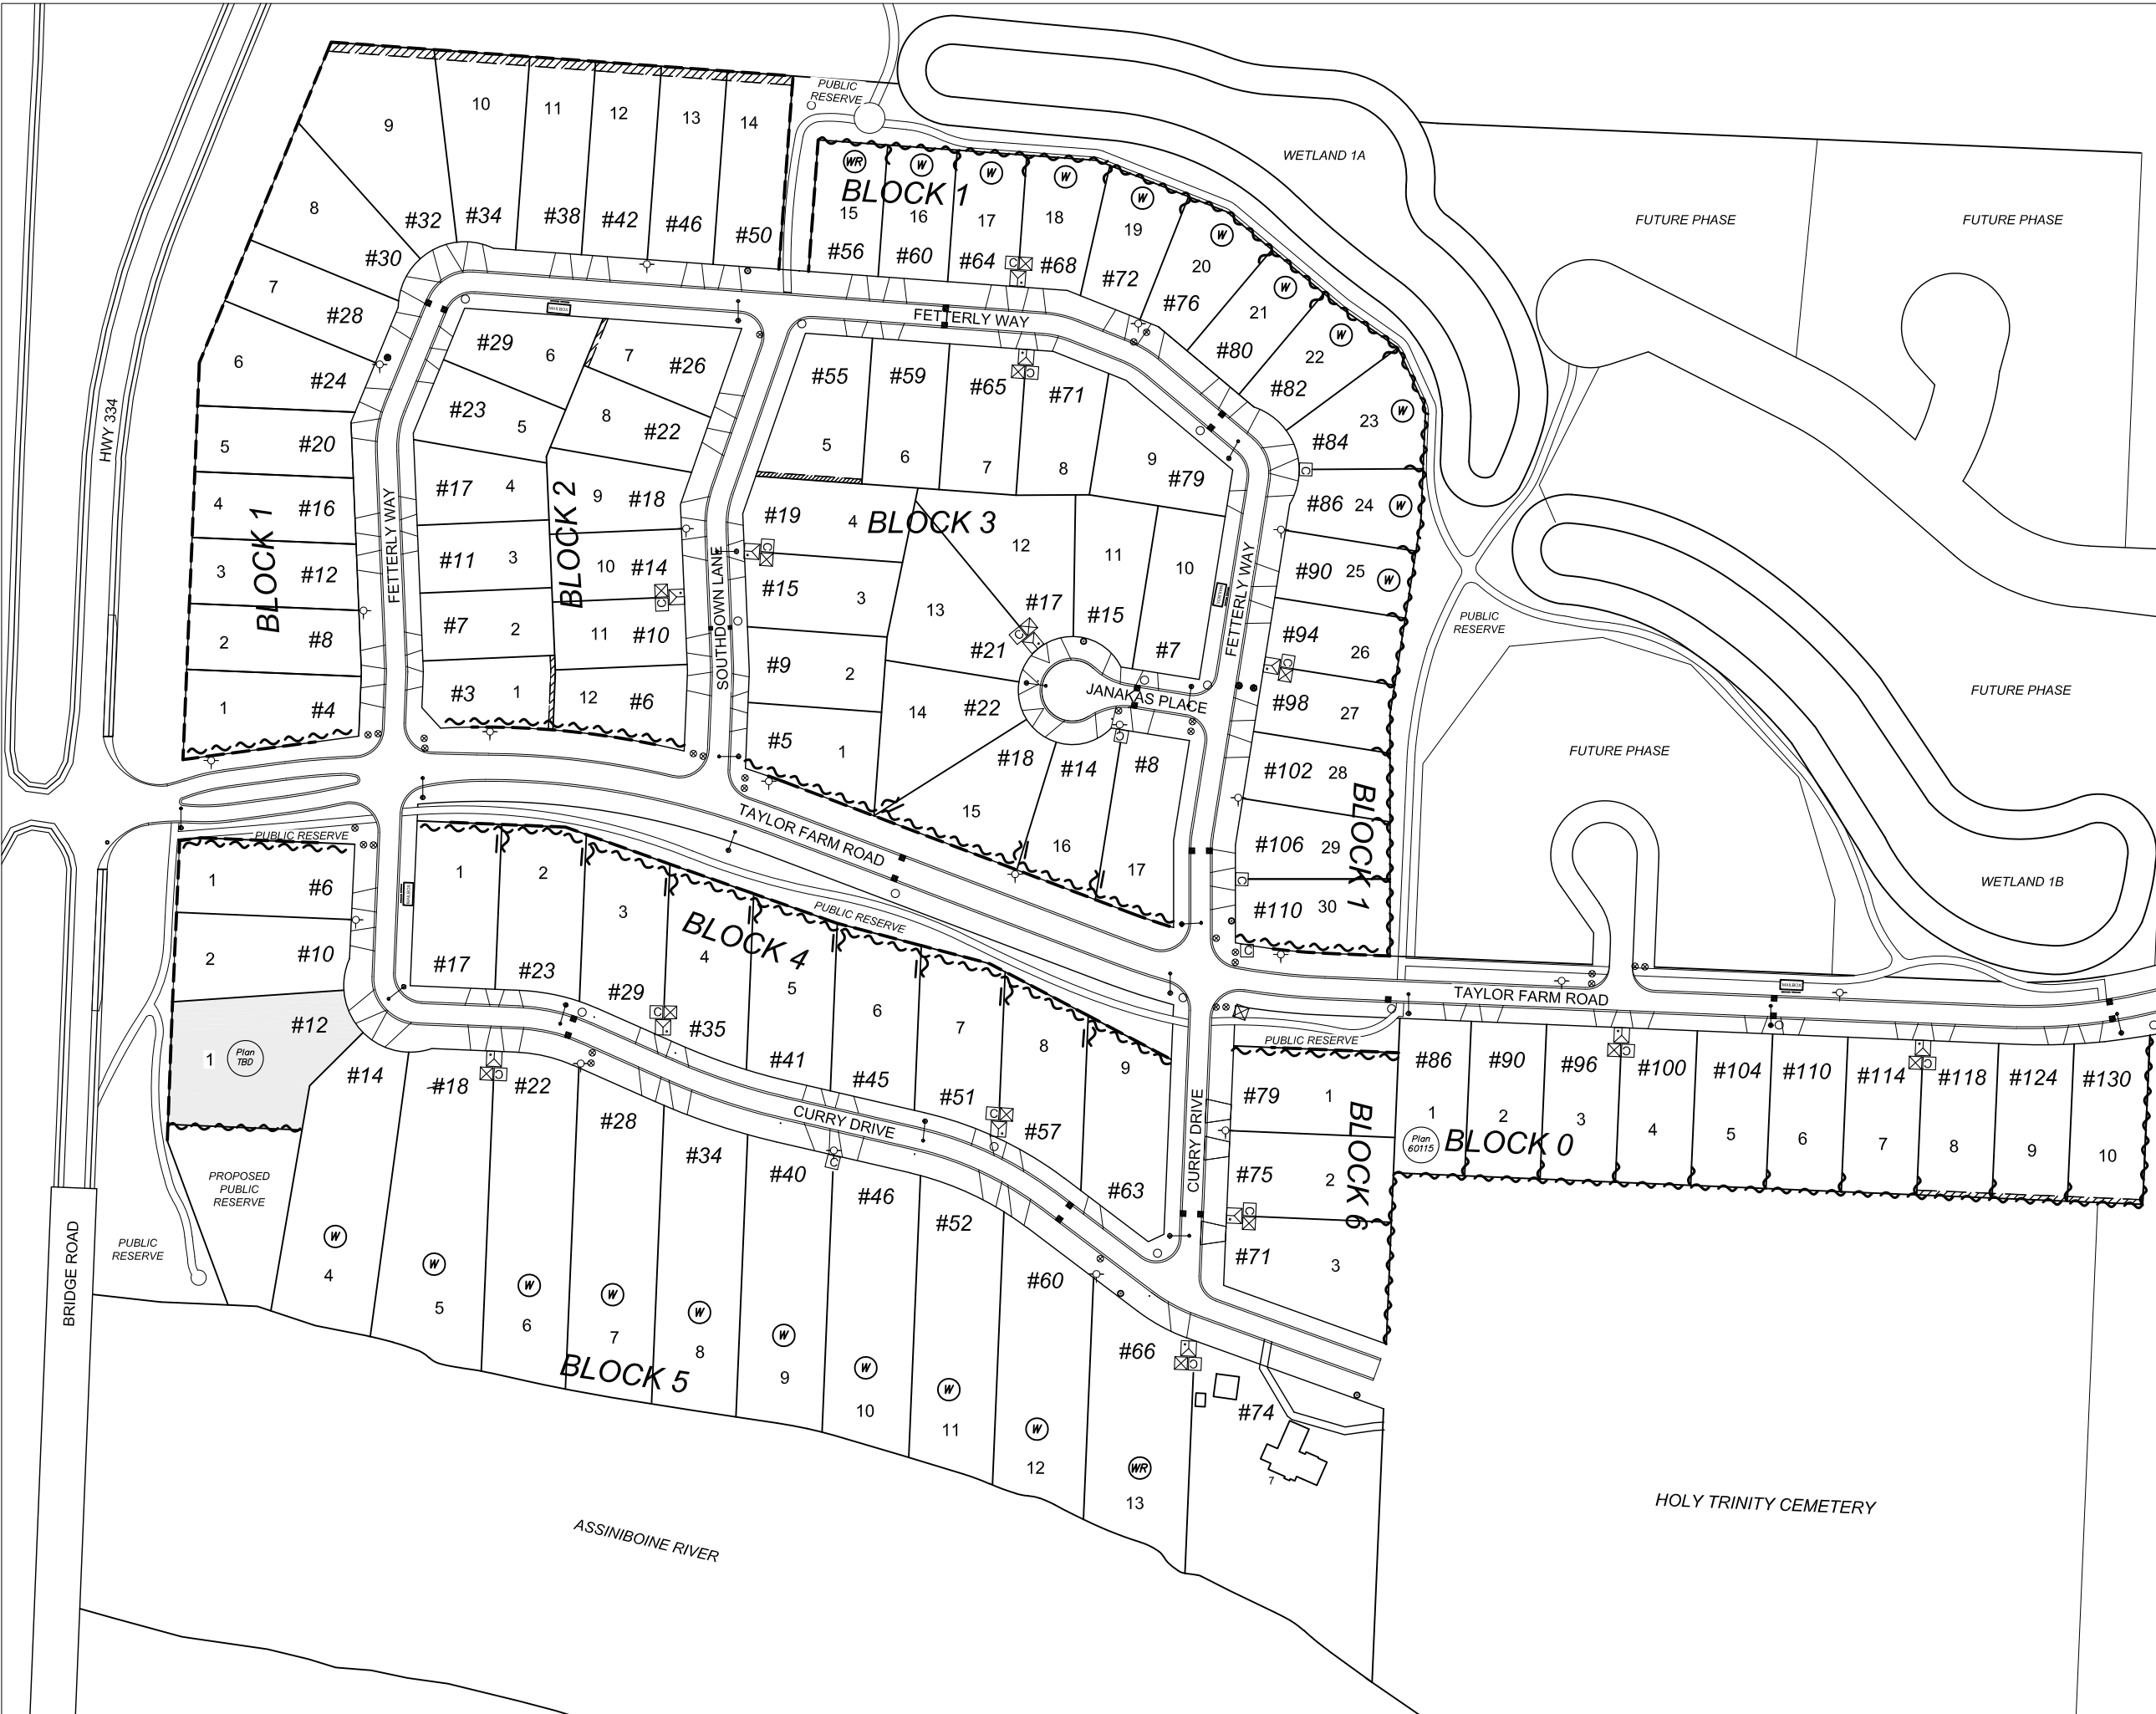 PUBLIC
RESERVE
WETLAND 1A
FUTURE PHASE
FUTURE PHASE
HWY 334
9
10
11
12
13
14
8
#32
#34
#38
#42
#46
#50
#30
7
#28
6
#24
5
#20
4
#16
3
#12
2
#8
1
#4
BLOCK 1
FETTERLY WAY
WR
W
W
W
W
W
W
W
W
W
W
BLOCK 1
15
16
17
18
19
20
21
22
23
#56
#60
#64
#68
#72
#76
#80
#82
#84
C
FETTERLY WAY
MAILBOX
#29
6
7
#26
#23
5
8
#22
#17
4
9
#18
#11
3
10
#14
#7
2
11
#10
#3
1
12
#6
BLOCK 2
C
SOUTHDOWN LANE
#55
#59
#65
#71
C
5
6
7
8
9
#79
#19
4
BLOCK 3
C
12
11
10
#15
3
13
#17
#15
#7
C
#21
#9
2
14
#22
#5
1
#18
#14
#8
C
15
16
17
JANAKAS PLACE
MAILBOX
FETTERLY WAY
C
#86
24
W
#90
25
W
#94
26
C
#98
27
#102
28
#106
29
C
#110
30
C
BLOCK 1
PUBLIC
RESERVE
FUTURE PHASE
FUTURE PHASE
WETLAND 1B
TAYLOR FARM ROAD
PUBLIC RESERVE
PUBLIC RESERVE
1
#6
2
#10
#12
1
Plan
TBD
MAILBOX
1
2
3
4
5
6
7
8
9
BLOCK 4
#17
#23
#29
#35
#41
#45
#51
#57
#63
C
C
CURRY DRIVE
CURRY DRIVE
TAYLOR FARM ROAD
MAILBOX
PUBLIC RESERVE
#79
1
#75
2
C
#71
3
BLOCK 6
#86
#90
#96
#100
#104
#110
#114
#118
#124
#130
C
C
1
2
3
4
5
6
7
8
9
10
Plan
60115
BLOCK 0
#14
#18
#22
#28
#34
#40
#46
#52
#60
#66
#74
C
C
C
PROPOSED
PUBLIC
RESERVE
PUBLIC
RESERVE
BRIDGE ROAD
W
4
W
5
W
6
W
7
W
8
W
9
W
10
W
11
W
12
WR
13
7
BLOCK 5
ASSINIBOINE RIVER
HOLY TRINITY CEMETERY